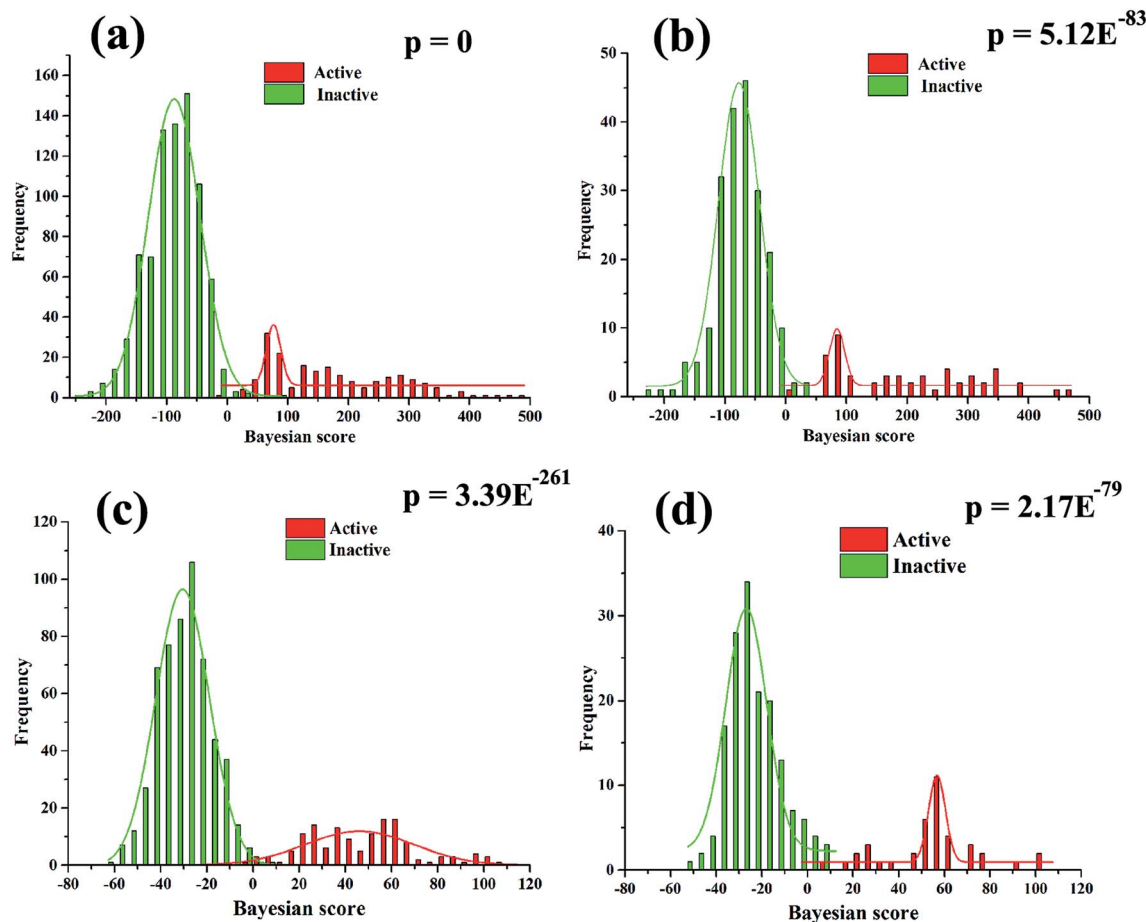 (a)
p = 0
Active
Inactive
Frequency
160
140
120
100
80
60
40
20
0
-200 -100 0 100 200 300 400 500
Bayesian score
(b)
p = 5.12E-83
Active
Inactive
Frequency
50
40
30
20
10
0
-200 -100 0 100 200 300 400 500
Bayesian score
(c)
p = 3.39E-261
Active
Inactive
Frequency
120
100
80
60
40
20
0
-80 -60 -40 -20 0 20 40 60 80 100 120
Bayesian score
(d)
p = 2.17E-79
Active
Inactive
Frequency
40
30
20
10
0
-80 -60 -40 -20 0 20 40 60 80 100 120
Bayesian score